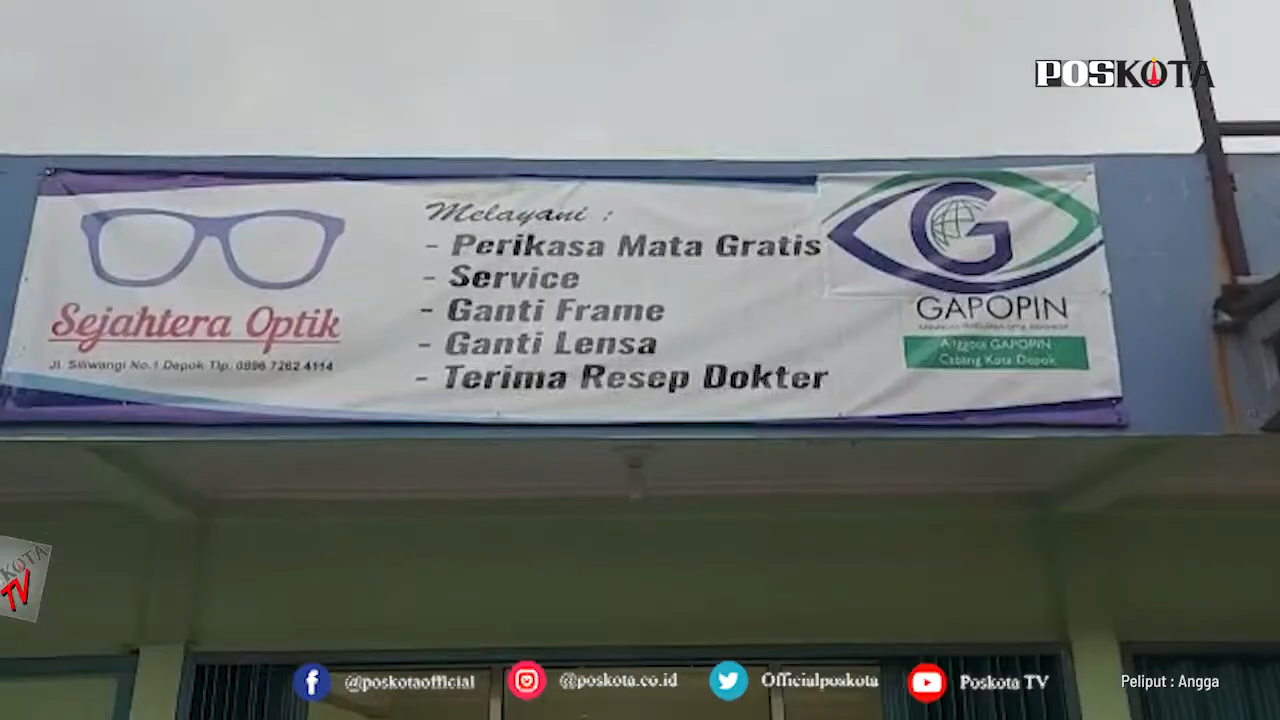 POSKOTA
Melayani :
- Perikasa Mata Gratis
- Service
- Ganti Frame
- Ganti Lensa
- Terima Resep Dokter
Sejahtera Optik
Jl. Siliwangi No.1 Depok Tlp. 0896 7262 4114
G
GAPOPIN
Anggota GAPOPIN
Cabang Kota Depok
KOTA
TV
@poskotaofficial
@poskota.co.id
Officialposkota
Poskota TV
Peliput : Angga